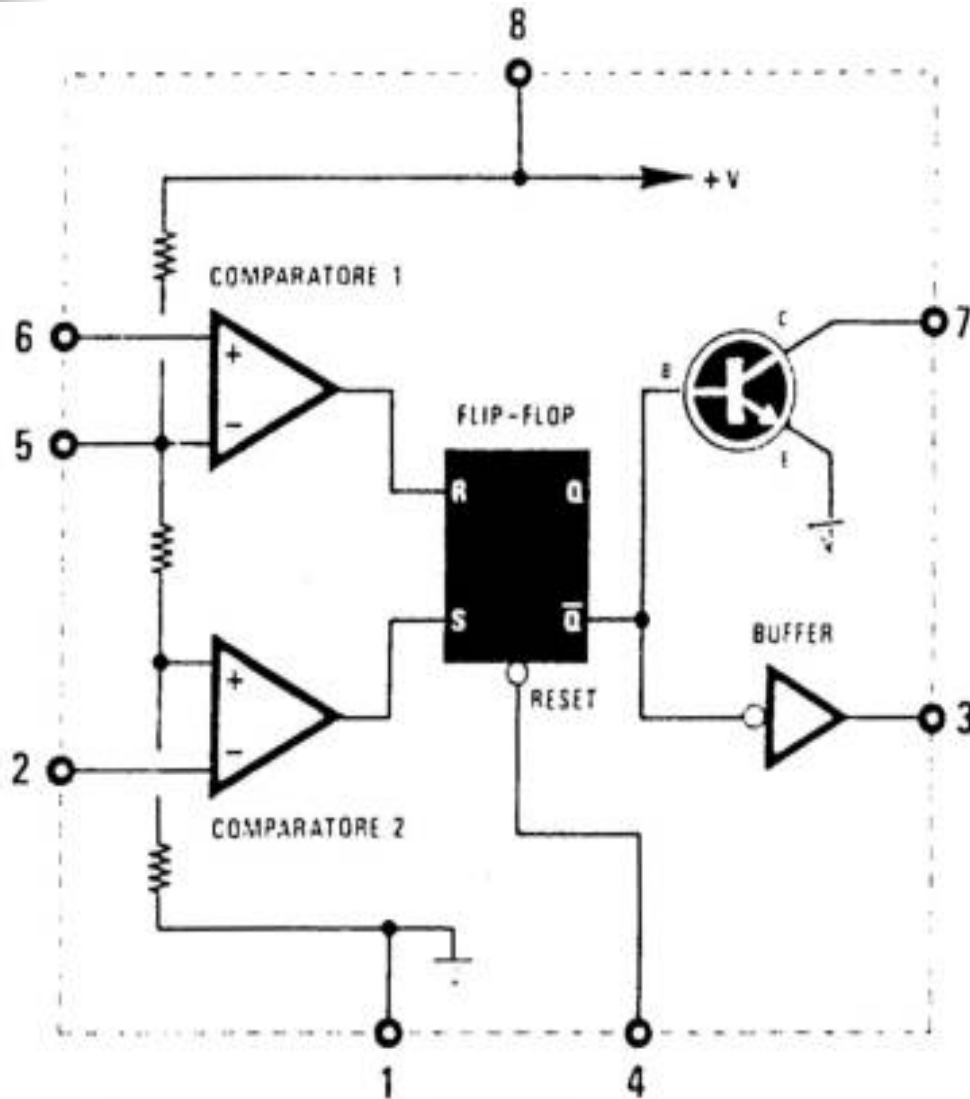 8
+V
COMPARATORE 1
6
+
-
5
C
7
B
E
FLIP-FLOP
R
Q
S
Q̅
RESET
BUFFER
3
+
-
2
COMPARATORE 2
1
4